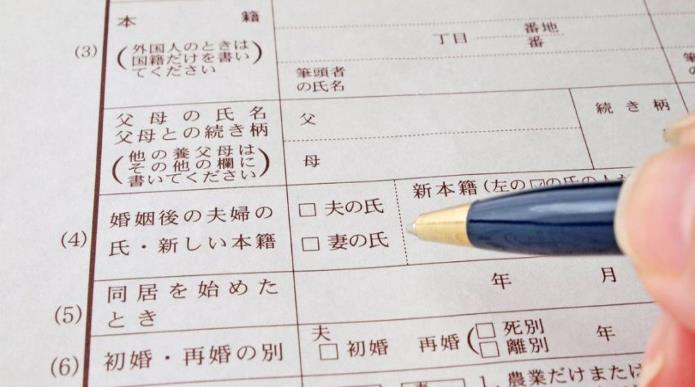 本籍
(3)
(外国人のときは
国籍だけを書い
てください)
丁目 番地
番
筆頭者
の氏名
筆
父母の氏名
父母との続き柄
(他の養父母は
その他の欄に
書いてください)
父
母
続き柄
(4)
婚姻後の夫婦の
氏・新しい本籍
□夫の氏
□妻の氏
新本籍(左の☑の氏の人
(5)
同居を始めた
とき
年 月
(6)
初婚・再婚の別
夫
□初婚 再婚(□死別
□離別
年
妻
1.農業だけまたは